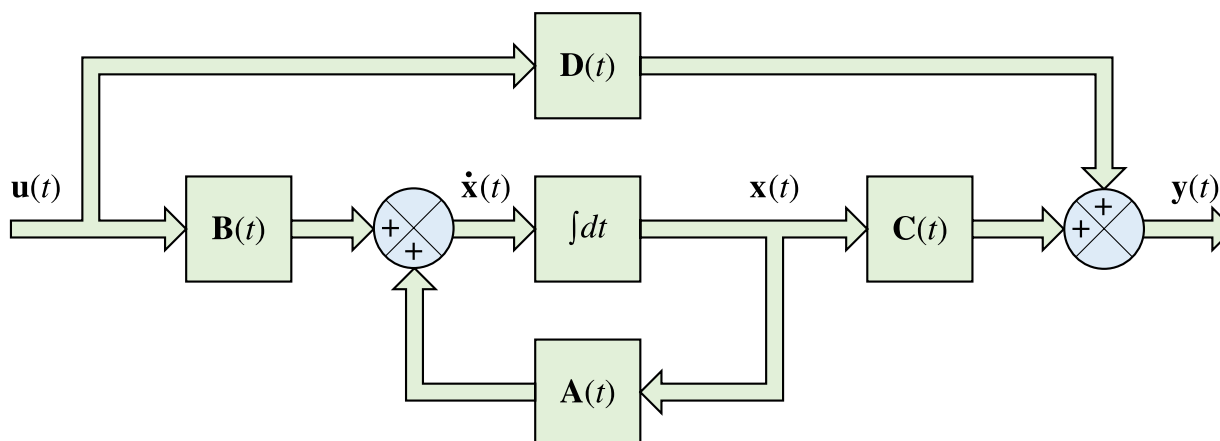 D(t)
u(t)
ẋ(t)
x(t)
y(t)
B(t)
+
+
∫dt
C(t)
+
+
A(t)